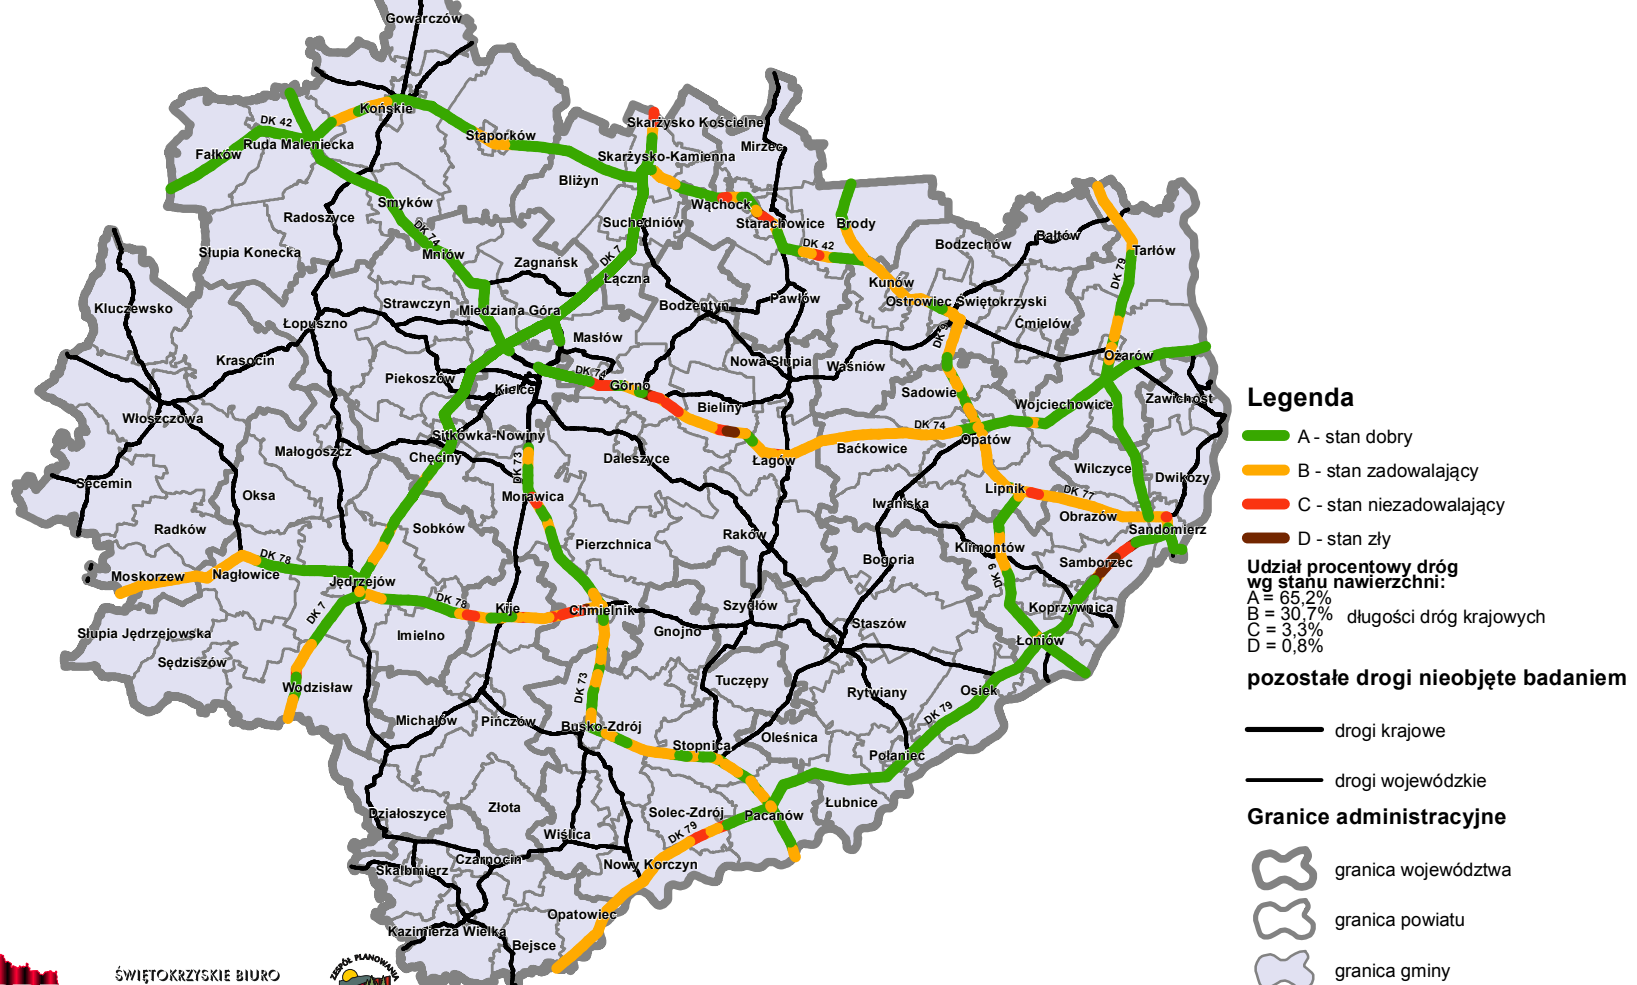 Gowarczów
Końskie
DK 42
Ruda Maleniecka
Fałków
Stąporków
Skarżysko Kościelne
Mirzec
Skarżysko-Kamienna
Bliżyn
Smyków
Radoszyce
Wąchock
Suchedniów
Starachowice
Brody
DK 74
DK 42
Bodzechów
Bałtów
Tarłów
Słupia Konecka
Mniów
DK 7
Zagnańsk
Łączna
Kunów
DK 79
Kluczewsko
Strawczyn
Miedziana Góra
Bodzentyn
Pawłów
Ostrowiec Świętokrzyski
Łopuszno
Masłów
Ćmielów
DK 9
Krasocin
Nowa Słupia
Waśniów
Ożarów
Piekoszów
DK 74
Kielce
Górno
Sadowie
Wojciechowice
Zawichost
Bieliny
Włoszczowa
DK 74
Sitkówka-Nowiny
Opatów
Małogoszcz
Chęciny
Daleszyce
Łagów
Baćkowice
DK 73
Wilczyce
Dwikozy
Secemin
Oksa
Morawica
Lipnik
DK 77
Iwaniska
Obrazów
Radków
Sobków
Raków
Sandomierz
Pierzchnica
Klimontów
Bogoria
Samborzec
DK 78
Moskorzew
Nagłowice
Jędrzejów
DK 9
DK 78
Kije
Chmielnik
Szydłów
Koprzywnica
DK 7
Słupia Jędrzejowska
Imielno
Gnojno
Staszów
Łoniów
Sędziszów
Wodzisław
DK 73
Tuczępy
Rytwiany
Osiek
Michałów
Pińczów
Busko-Zdrój
DK 79
Stopnica
Oleśnica
Połaniec
Działoszyce
Złota
Solec-Zdrój
Pacanów
Łubnice
Wiślica
DK 79
Czarnocin
Skalbmierz
Nowy Korczyn
Opatowiec
Kazimierza Wielka
Bejsce
ŚWIĘTOKRZYSKIE BIURO
ZESPÓŁ PLANOWANIA
Legenda
A - stan dobry
B - stan zadowalający
C - stan niezadowalający
D - stan zły
Udział procentowy dróg
wg stanu nawierzchni:
A = 65,2%
B = 30,7% długości dróg krajowych
C = 3,3%
D = 0,8%
pozostałe drogi nieobjęte badaniem
drogi krajowe
drogi wojewódzkie
Granice administracyjne
granica województwa
granica powiatu
granica gminy